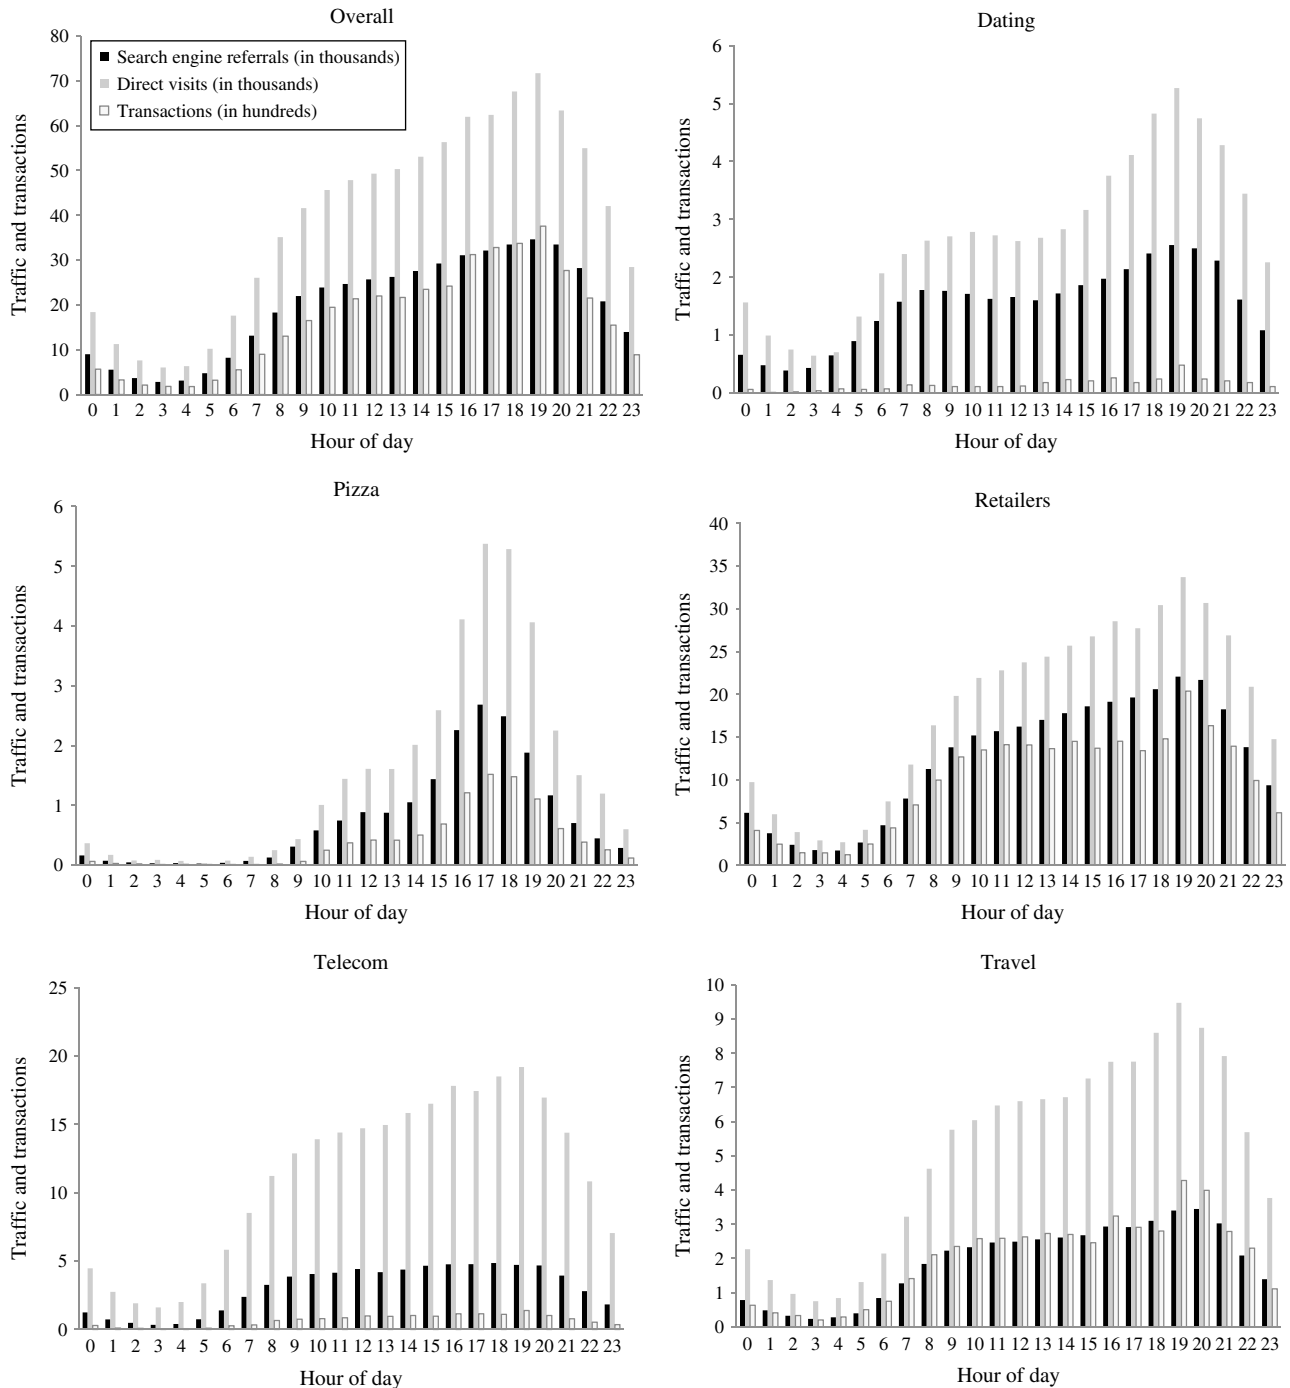 Overall
80
70
60
50
40
30
20
10
0
Search engine referrals (in thousands)
Direct visits (in thousands)
Transactions (in hundreds)
Traffic and transactions
0 1 2 3 4 5 6 7 8 9 10 11 12 13 14 15 16 17 18 19 20 21 22 23
Hour of day
Dating
6
5
4
3
2
1
0
Traffic and transactions
0 1 2 3 4 5 6 7 8 9 10 11 12 13 14 15 16 17 18 19 20 21 22 23
Hour of day
Pizza
6
5
4
3
2
1
0
Traffic and transactions
0 1 2 3 4 5 6 7 8 9 10 11 12 13 14 15 16 17 18 19 20 21 22 23
Hour of day
Retailers
40
35
30
25
20
15
10
5
0
Traffic and transactions
0 1 2 3 4 5 6 7 8 9 10 11 12 13 14 15 16 17 18 19 20 21 22 23
Hour of day
Telecom
25
20
15
10
5
0
Traffic and transactions
0 1 2 3 4 5 6 7 8 9 10 11 12 13 14 15 16 17 18 19 20 21 22 23
Hour of day
Travel
10
9
8
7
6
5
4
3
2
1
0
Traffic and transactions
0 1 2 3 4 5 6 7 8 9 10 11 12 13 14 15 16 17 18 19 20 21 22 23
Hour of day